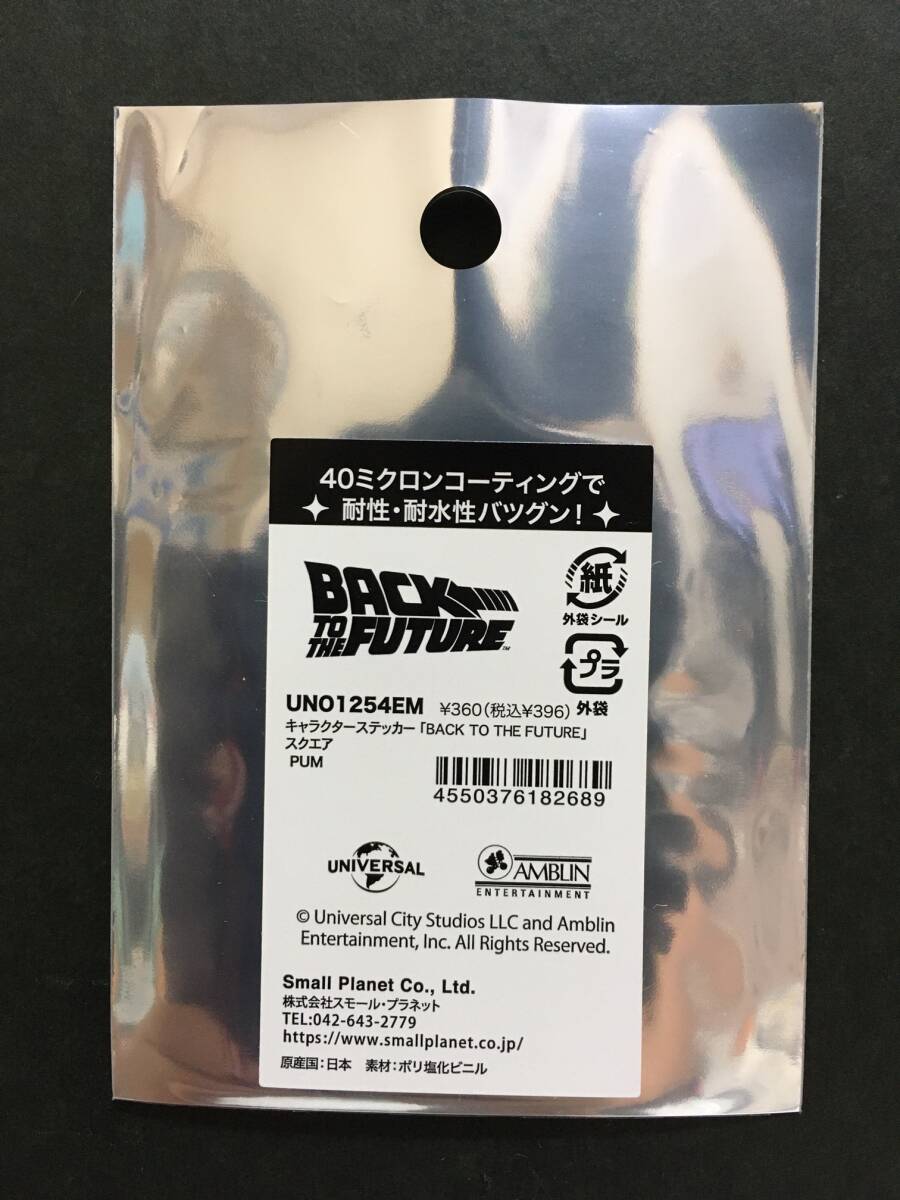 40ミクロンコーティングで
耐性・耐水性バツグン!
BACK
TO
THE FUTURE™
紙
外袋シール
プラ
外袋
UNO1254EM ¥360(税込¥396)
キャラクターステッカー「BACK TO THE FUTURE」
スクエア
PUM
4550376182689
UNIVERSAL
AMBLIN
ENTERTAINMENT
© Universal City Studios LLC and Amblin
Entertainment, Inc. All Rights Reserved.
Small Planet Co., Ltd.
株式会社スモール・プラネット
TEL:042-643-2779
https://www.smallplanet.co.jp/
原産国:日本 素材:ポリ塩化ビニル